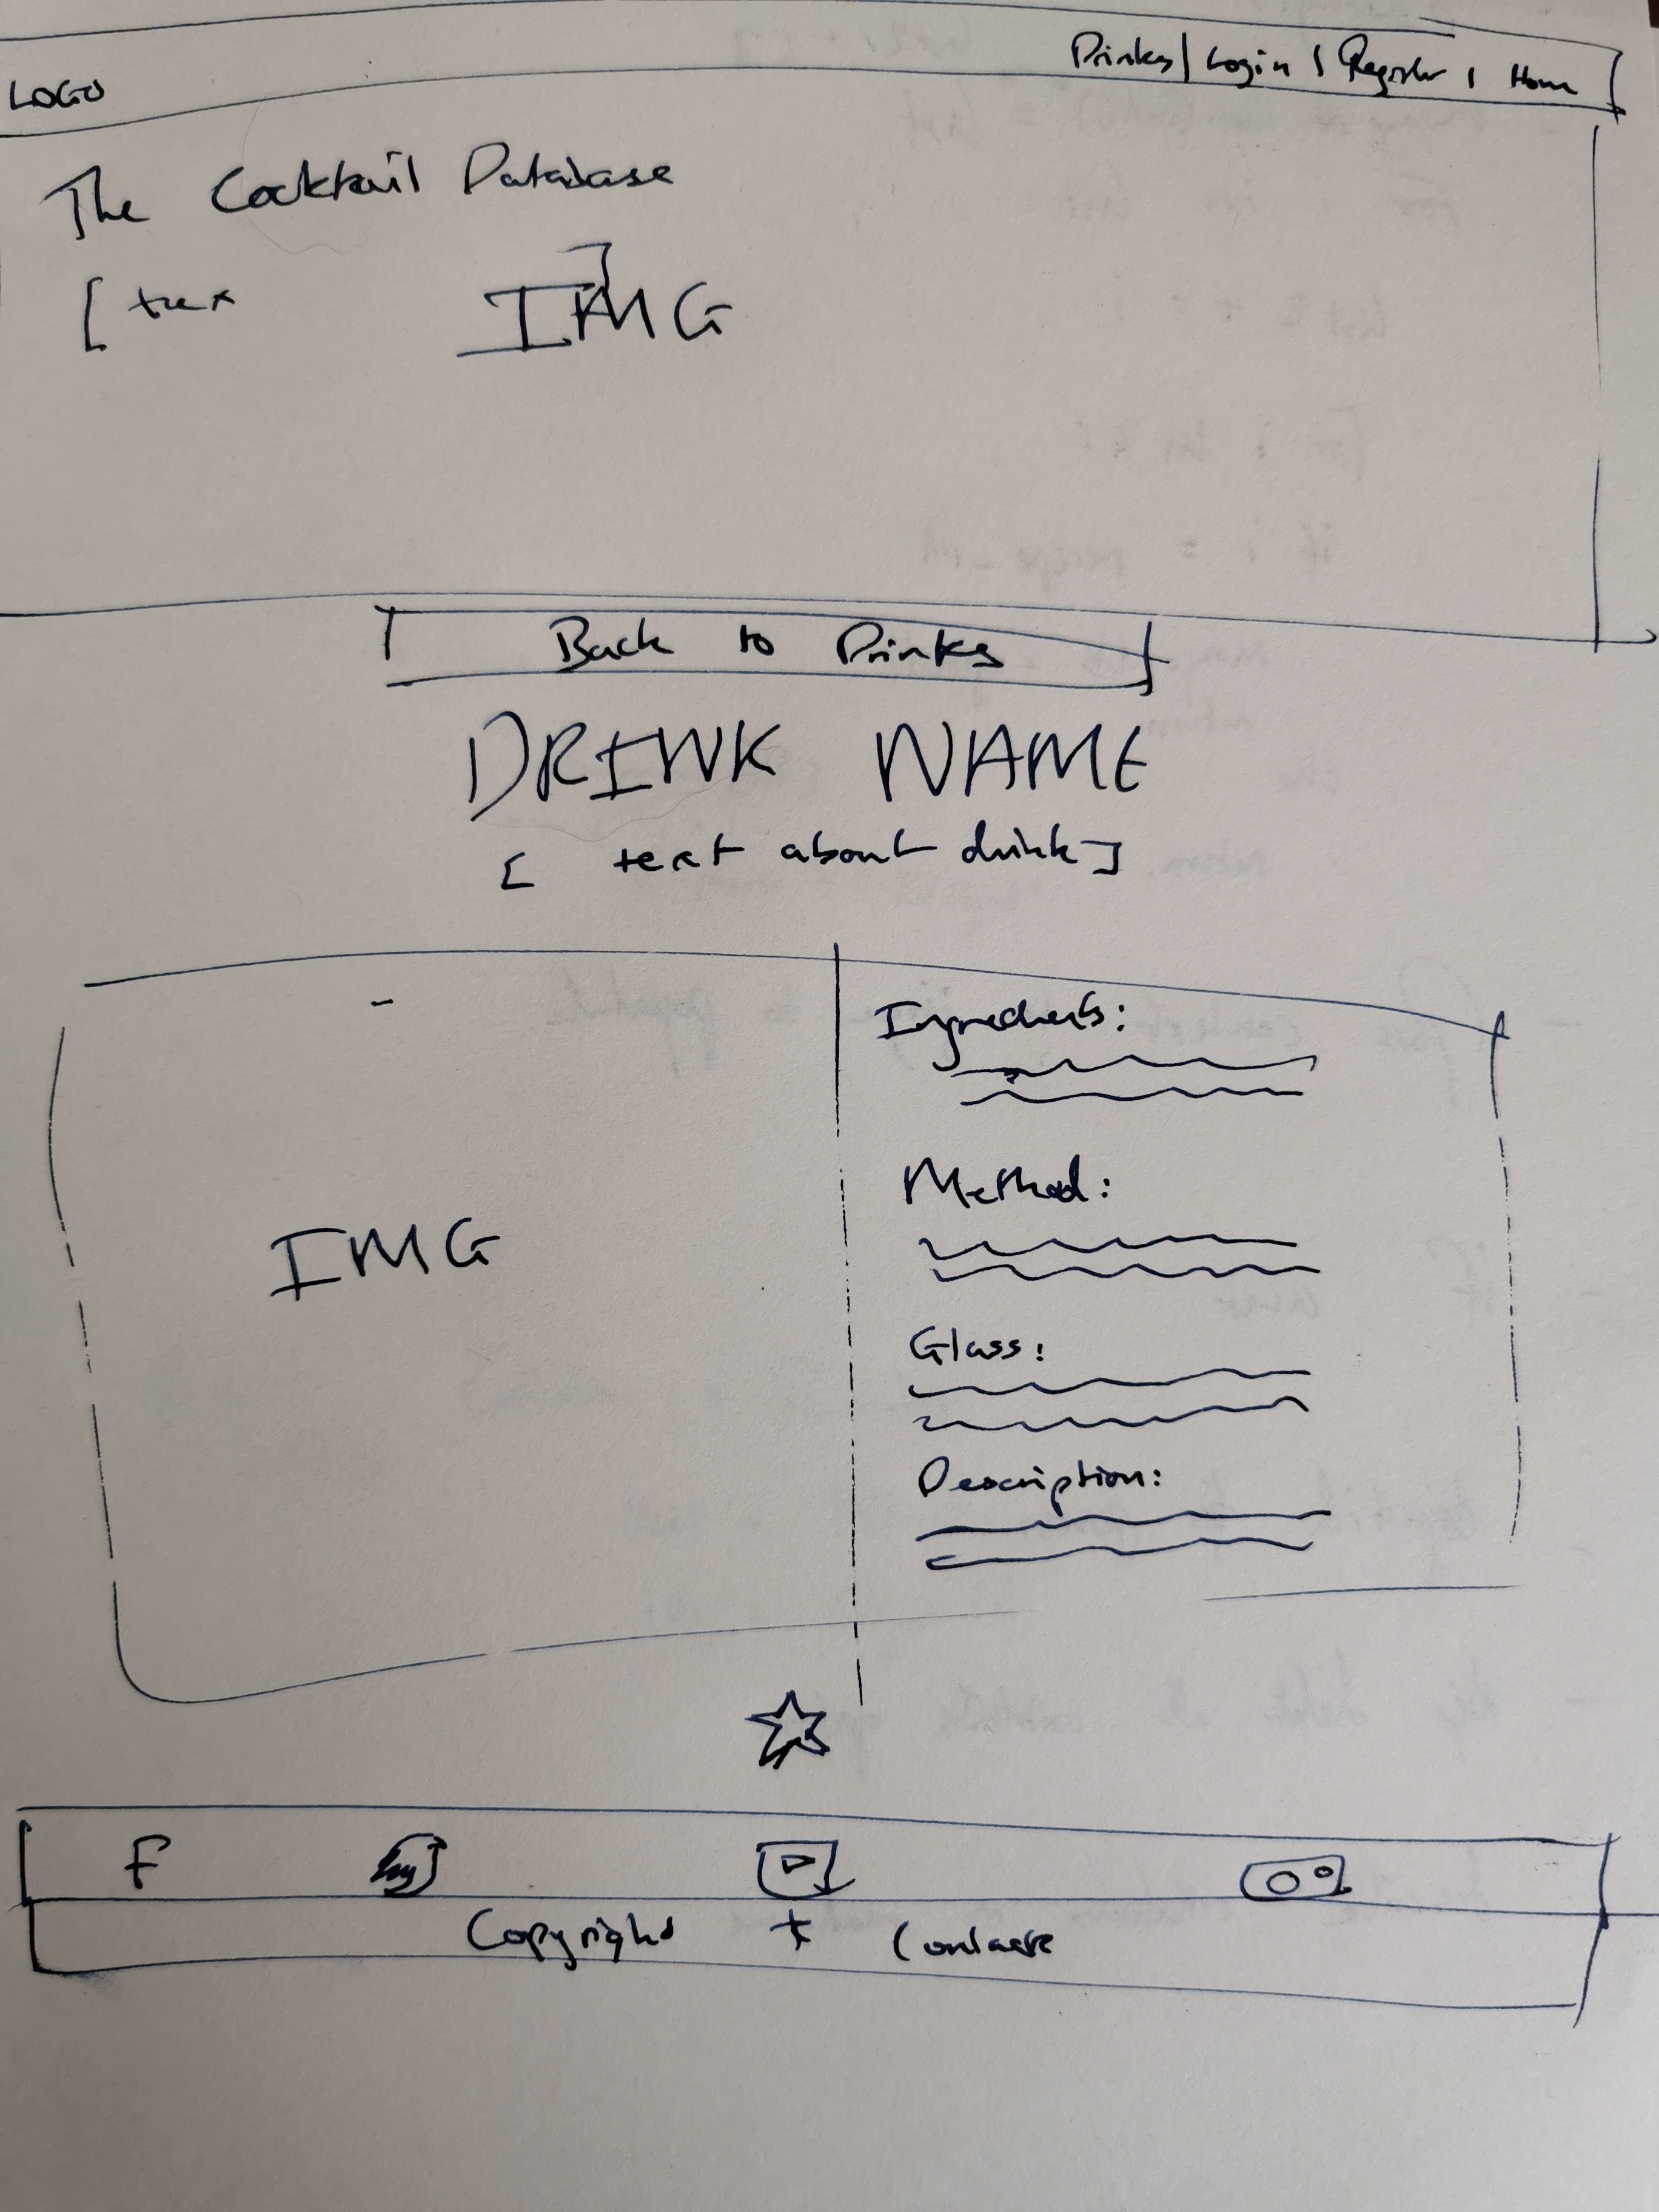 LOGO
Drinks | Login | Register | Home
The Cocktail Database
[ text ]
IMG
Back to Drinks
DRINK NAME
[ text about drink ]
IMG
Ingredients:
Method:
Glass:
Description:
f
Copyright +